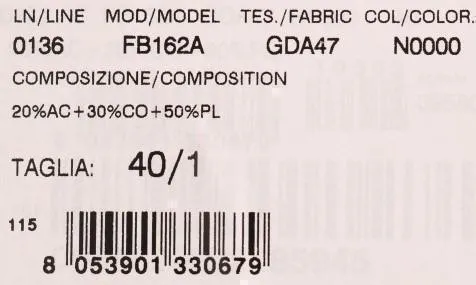 LN/LINE MOD/MODEL TES./FABRIC COL/COLOR.
0136 FB162A GDA47 N0000
COMPOSIZIONE/COMPOSITION
20%AC+30%CO+50%PL
TAGLIA: 40/1
115
8 053901 330679